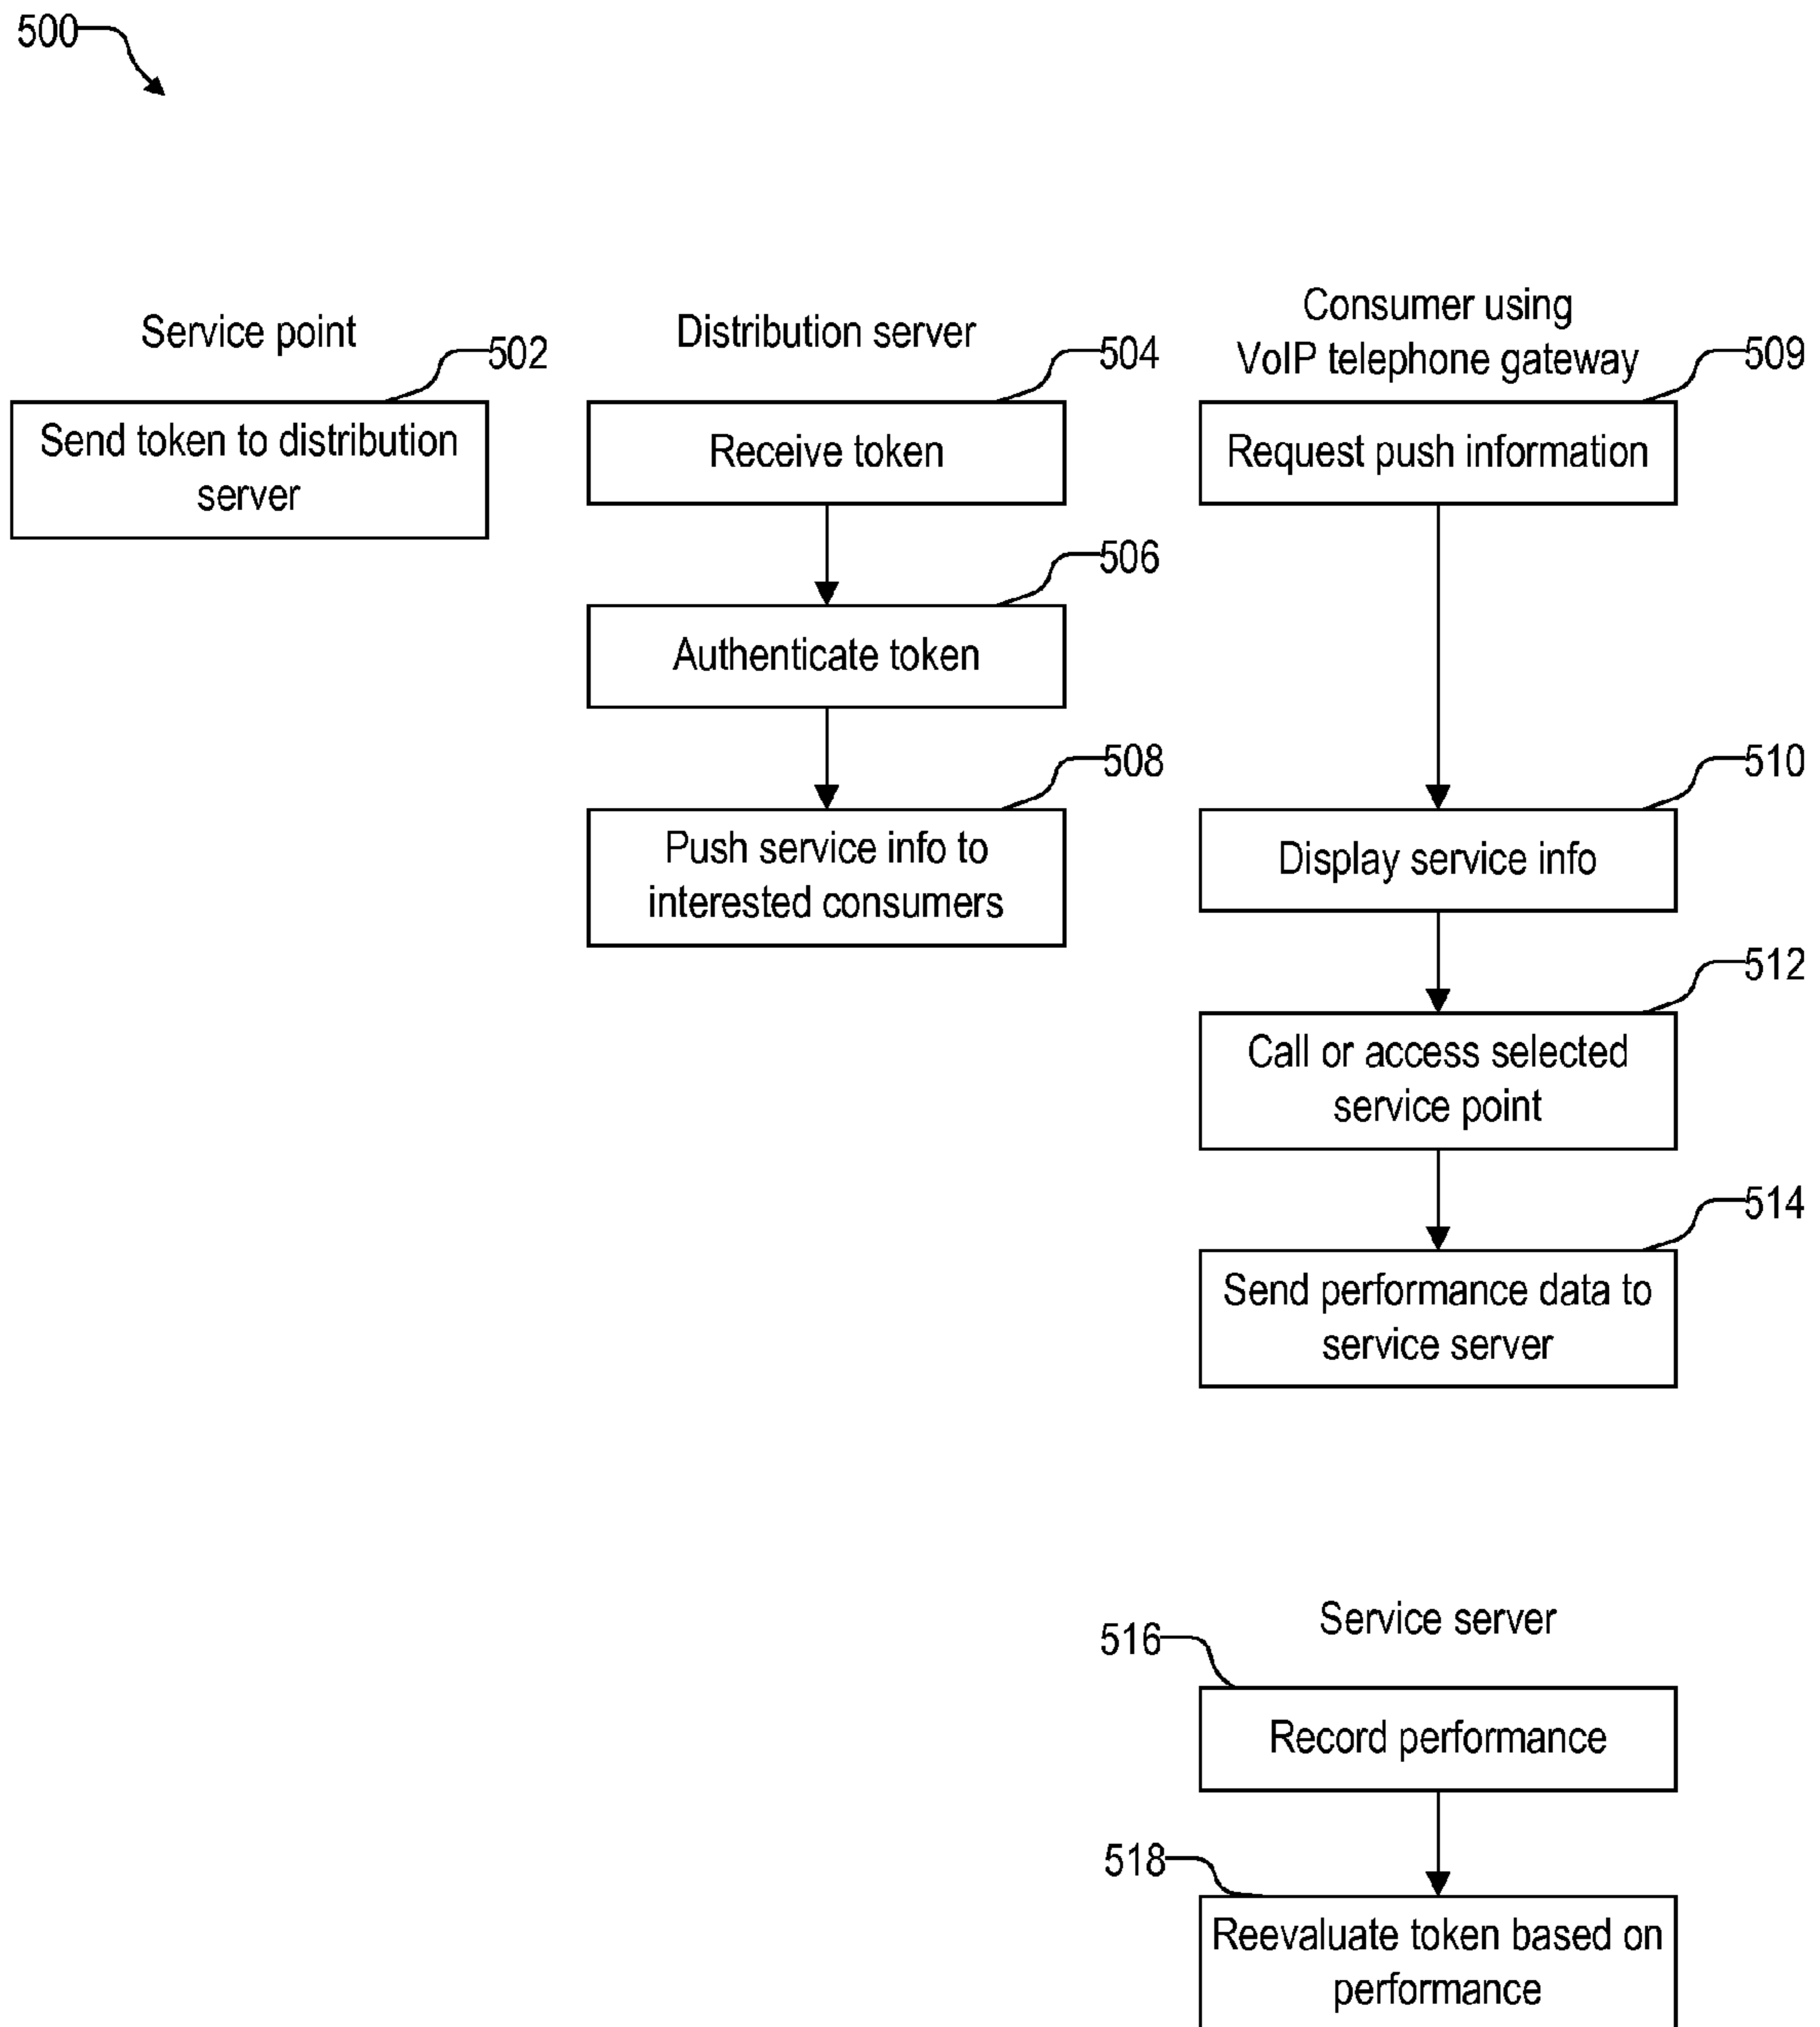 500
Service point
502
Send token to distribution
server
Distribution server
504
Receive token
506
Authenticate token
508
Push service info to
interested consumers
Consumer using
VoIP telephone gateway
509
Request push information
510
Display service info
512
Call or access selected
service point
514
Send performance data to
service server
Service server
516
Record performance
518
Reevaluate token based on
performance